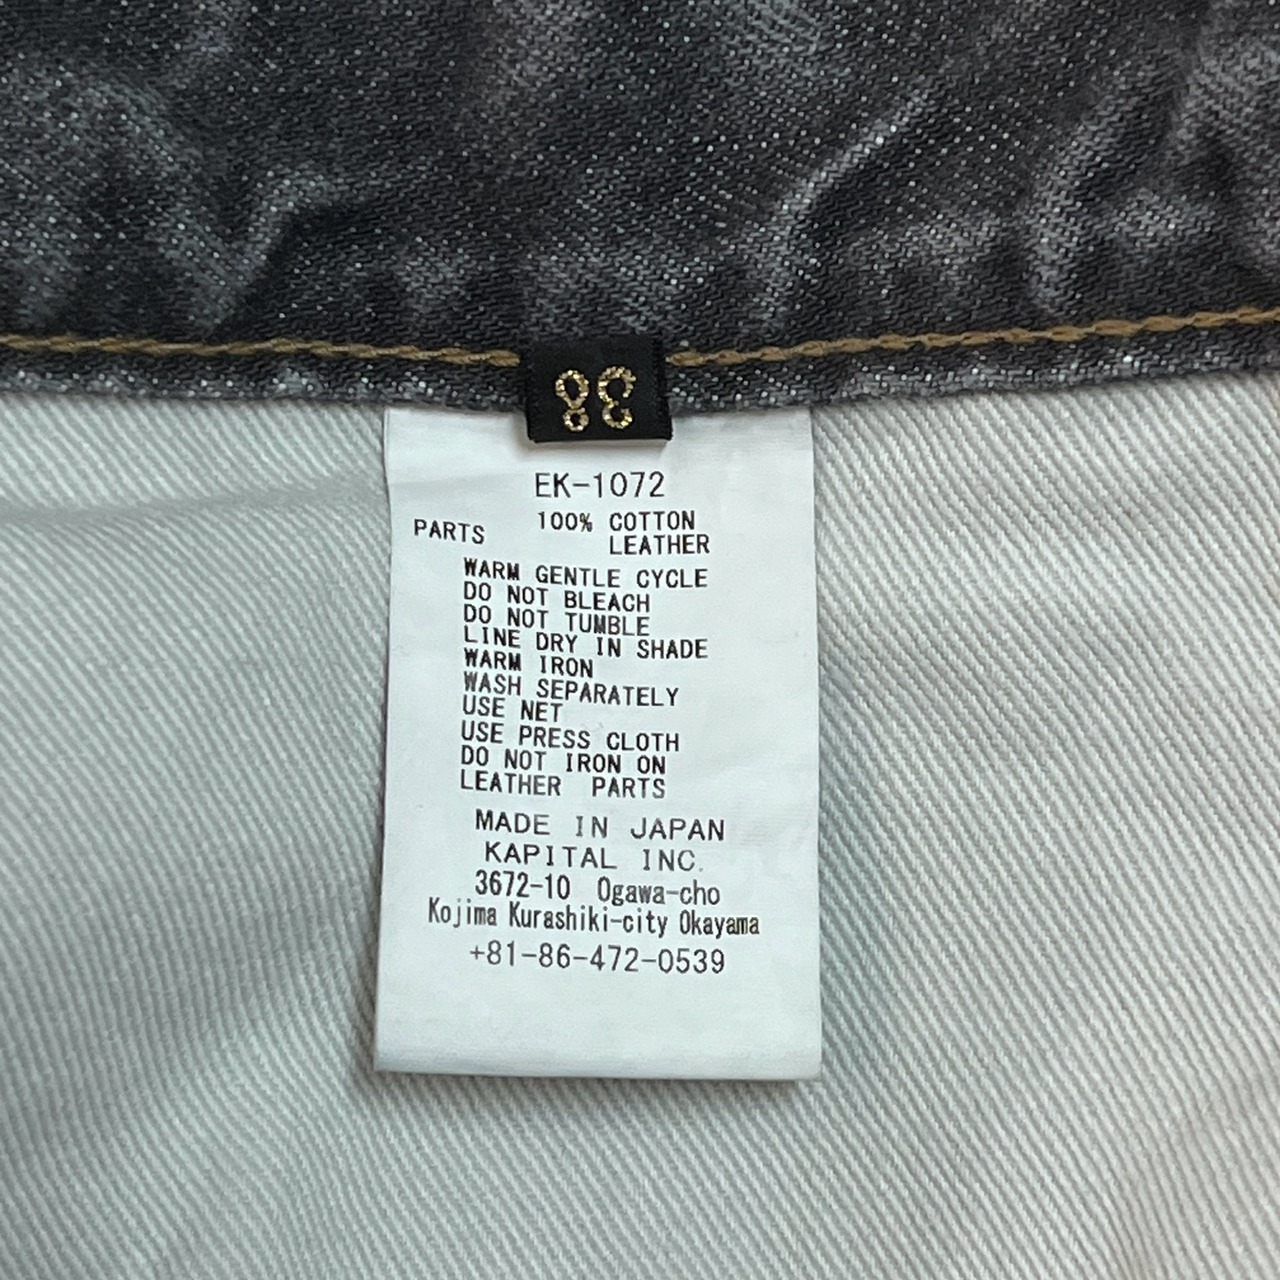 38
EK-1072
PARTS 100% COTTON
LEATHER
WARM GENTLE CYCLE
DO NOT BLEACH
DO NOT TUMBLE
LINE DRY IN SHADE
WARM IRON
WASH SEPARATELY
USE NET
USE PRESS CLOTH
DO NOT IRON ON
LEATHER PARTS
MADE IN JAPAN
KAPITAL INC.
3672-10 Ogawa-cho
Kojima Kurashiki-city Okayama
+81-86-472-0539